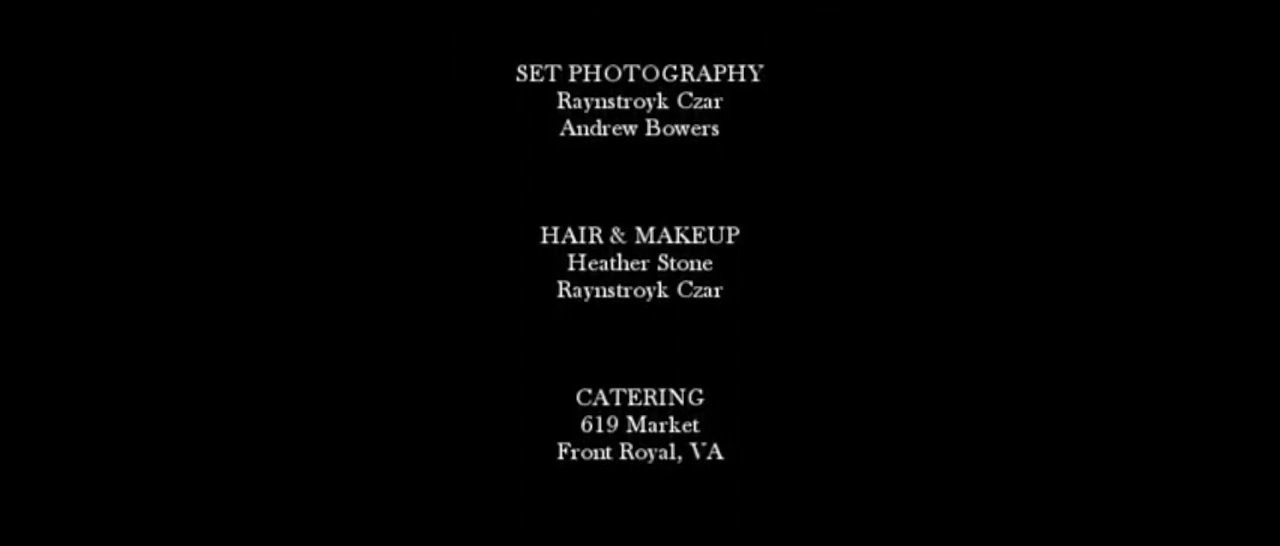 SET PHOTOGRAPHY
Raynstroyk Czar
Andrew Bowers
HAIR & MAKEUP
Heather Stone
Raynstroyk Czar
CATERING
619 Market
Front Royal, VA